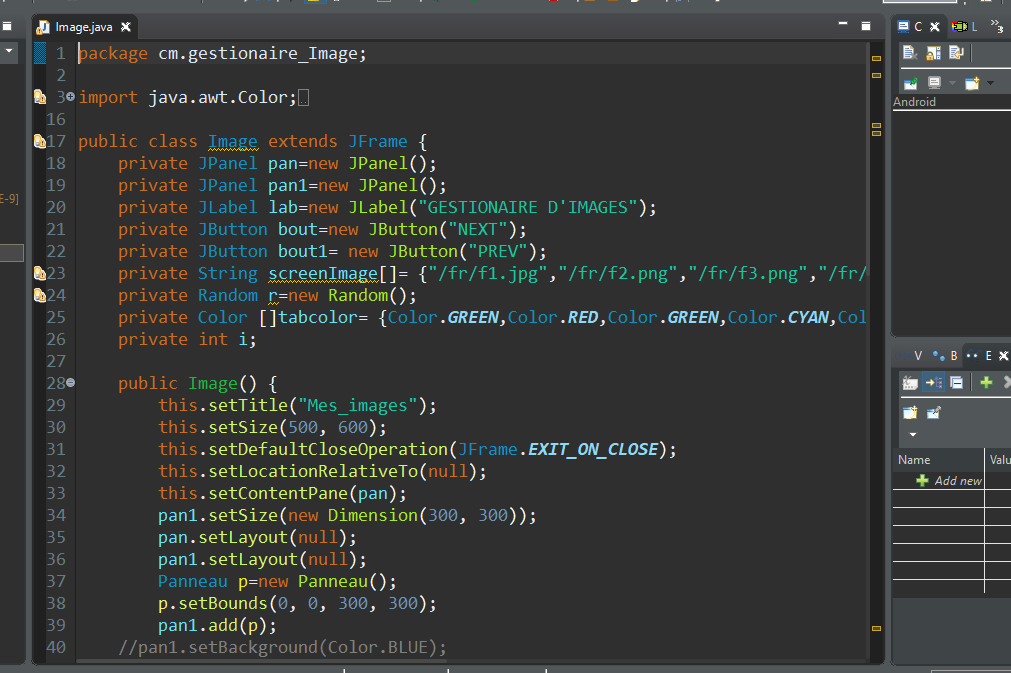 Image.java
C
L
3
1 package cm.gestionaire_Image;
2
3 import java.awt.Color;
16
17 public class Image extends JFrame {
18 private JPanel pan=new JPanel();
19 private JPanel pan1=new JPanel();
20 private JLabel lab=new JLabel("GESTIONAIRE D'IMAGES");
21 private JButton bout=new JButton("NEXT");
22 private JButton bout1= new JButton("PREV");
23 private String screenImage[]= {"/fr/f1.jpg","/fr/f2.png","/fr/f3.png","/fr/
24 private Random r=new Random();
25 private Color []tabcolor= {Color.GREEN,Color.RED,Color.GREEN,Color.CYAN,Col
26 private int i;
27
28 public Image() {
29 this.setTitle("Mes_images");
30 this.setSize(500, 600);
31 this.setDefaultCloseOperation(JFrame.EXIT_ON_CLOSE);
32 this.setLocationRelativeTo(null);
33 this.setContentPane(pan);
34 pan1.setSize(new Dimension(300, 300));
35 pan.setLayout(null);
36 pan1.setLayout(null);
37 Panneau p=new Panneau();
38 p.setBounds(0, 0, 300, 300);
39 pan1.add(p);
40 //pan1.setBackground(Color.BLUE);
E-9]
Android
V
B
E
Name
Valu
Add new